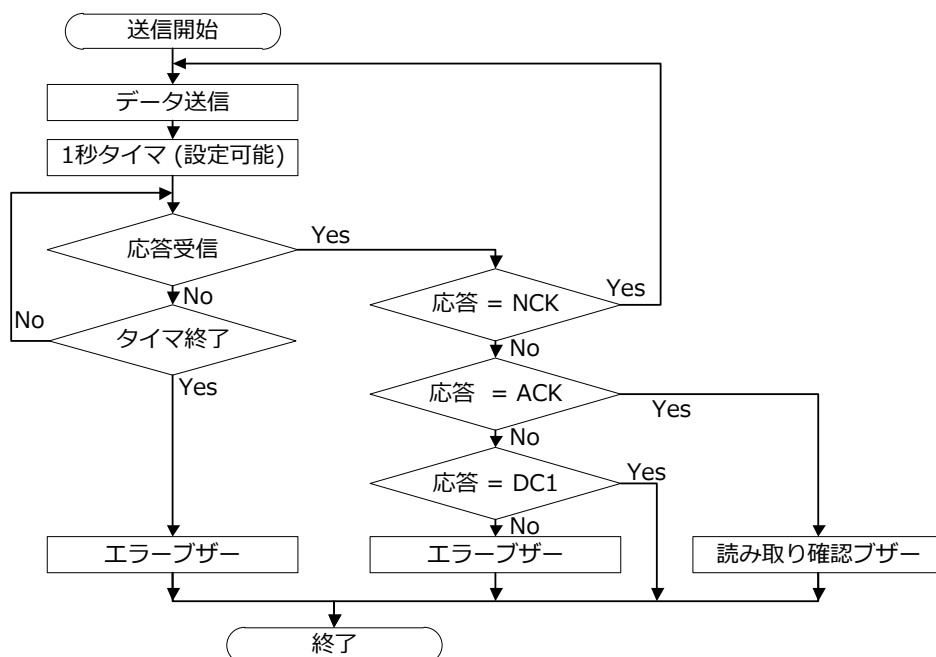 送信開始
データ送信
1秒タイマ (設定可能)
応答受信
Yes
No
タイマ終了
No
Yes
応答 = NCK
Yes
No
応答 = ACK
Yes
No
応答 = DC1
Yes
No
エラーブザー
エラーブザー
読み取り確認ブザー
終了